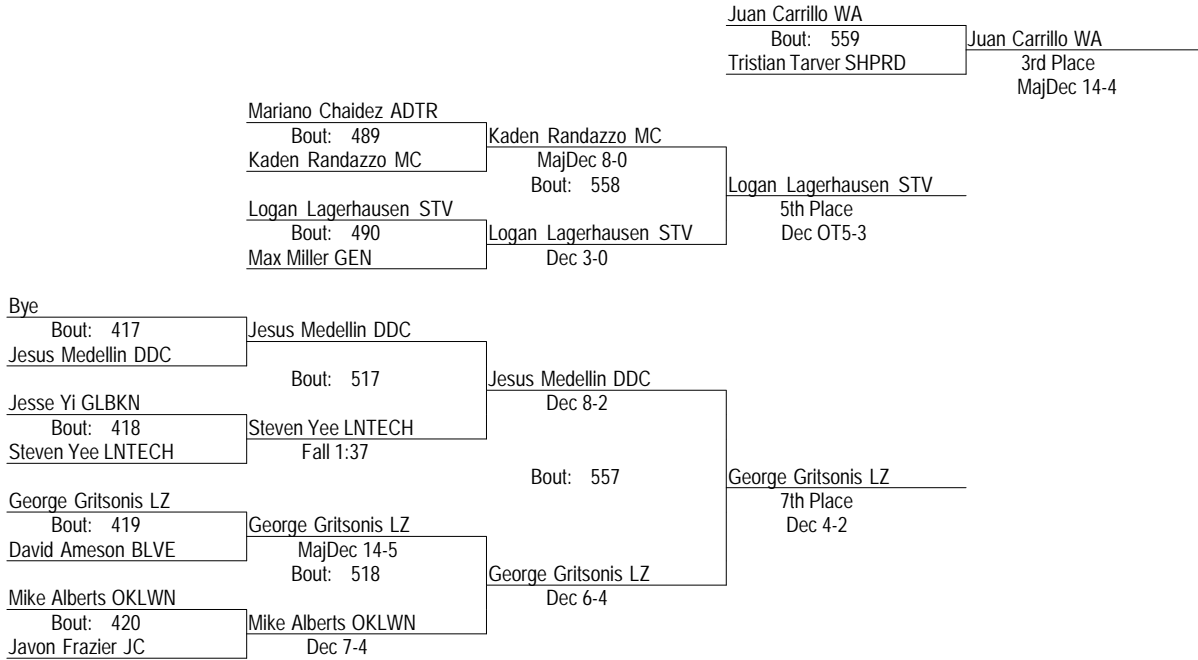 Juan Carrillo WA
Bout: 559
Juan Carrillo WA
Tristian Tarver SHPRD
3rd Place
MajDec 14-4
Mariano Chaidez ADTR
Bout: 489
Kaden Randazzo MC
Kaden Randazzo MC
MajDec 8-0
Bout: 558
Logan Lagerhausen STV
Logan Lagerhausen STV
5th Place
Bout: 490
Logan Lagerhausen STV
Dec OT5-3
Max Miller GEN
Dec 3-0
Bye
Bout: 417
Jesus Medellin DDC
Jesus Medellin DDC
Bout: 517
Jesus Medellin DDC
Jesse Yi GLBKN
Dec 8-2
Bout: 418
Steven Yee LNTECH
Steven Yee LNTECH
Fall 1:37
Bout: 557
George Gritsonis LZ
George Gritsonis LZ
7th Place
Bout: 419
George Gritsonis LZ
Dec 4-2
David Ameson BLVE
MajDec 14-5
Bout: 518
George Gritsonis LZ
Mike Alberts OKLWN
Dec 6-4
Bout: 420
Mike Alberts OKLWN
Javon Frazier JC
Dec 7-4